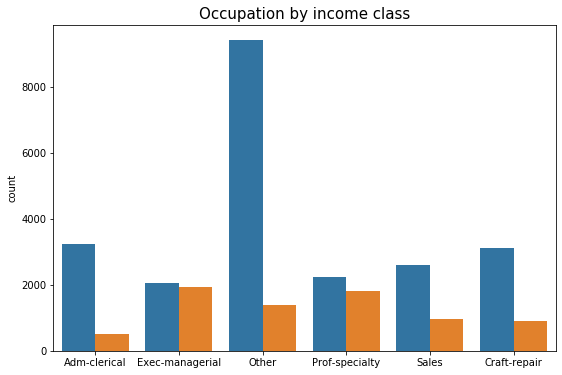 Occupation by income class
count
8000
6000
4000
2000
0
Adm-clerical Exec-managerial Other Prof-specialty Sales Craft-repair